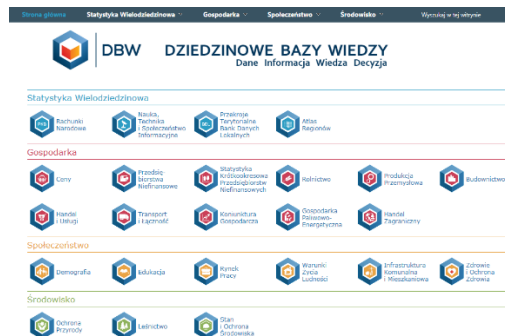 Strona główna Statystyka Wielodziedzinowa Gospodarka Społeczeństwo Środowisko Wyszukaj w tej witrynie
DBW DZIEDZINOWE BAZY WIEDZY
Dane Informacja Wiedza Decyzja
Statystyka Wielodziedzinowa
Rachunki
Narodowe
Nauka,
Technika
i Społeczeństwo
Informacyjne
Przekroje
Terytorialne
Bank Danych
Lokalnych
Atlas
Regionów
Gospodarka
Ceny
Przedsię-
biorstwa
Niefinansowe
Statystyka
Krótkookresowa
Przedsiębiorstw
Niefinansowych
Rolnictwo
Produkcja
Przemysłowa
Budownictwo
Handel
i Usługi
Transport
i Łączność
Koniunktura
Gospodarcza
Gospodarka
Paliwowo-
Energetyczna
Handel
Zagraniczny
Społeczeństwo
Demografia
Edukacja
Rynek
Pracy
Warunki
Życia
Ludności
Infrastruktura
Komunalna
i Mieszkaniowa
Zdrowie
i Ochrona
Zdrowia
Środowisko
Ochrona
Przyrody
Leśnictwo
Stan
i Ochrona
Środowiska